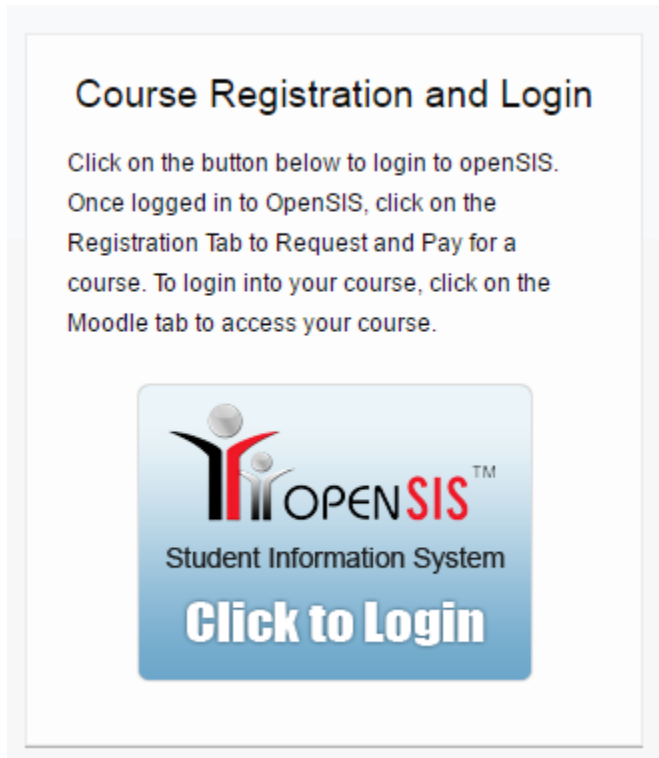 Course Registration and Login
Click on the button below to login to openSIS.
Once logged in to OpenSIS, click on the
Registration Tab to Request and Pay for a
course. To login into your course, click on the
Moodle tab to access your course.
OPENSIS™
Student Information System
Click to Login